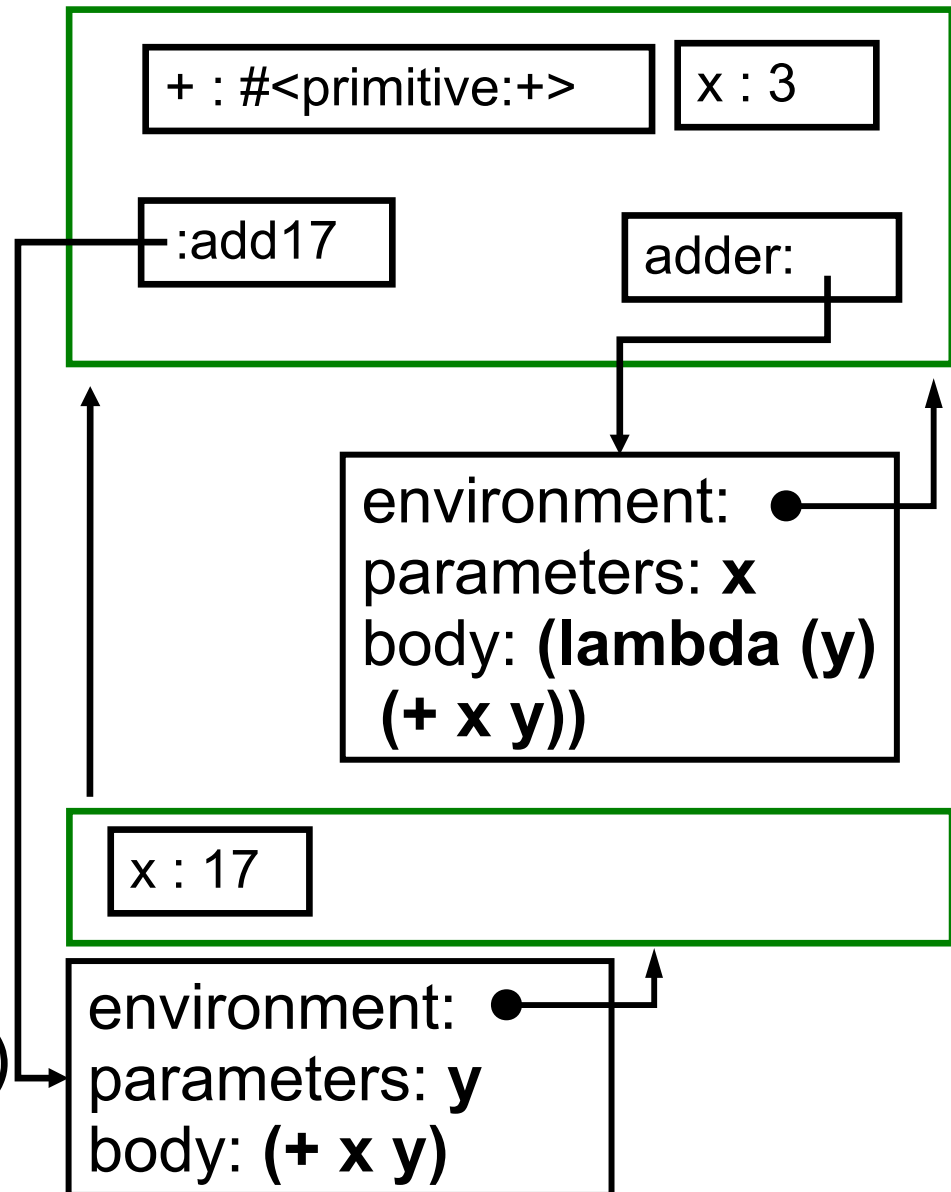 + : #<primitive:+>
x : 3
:add17
adder:
environment:
parameters: x
body: (lambda (y)
(+ x y))
x : 17
environment:
)
parameters: y
body: (+ x y)